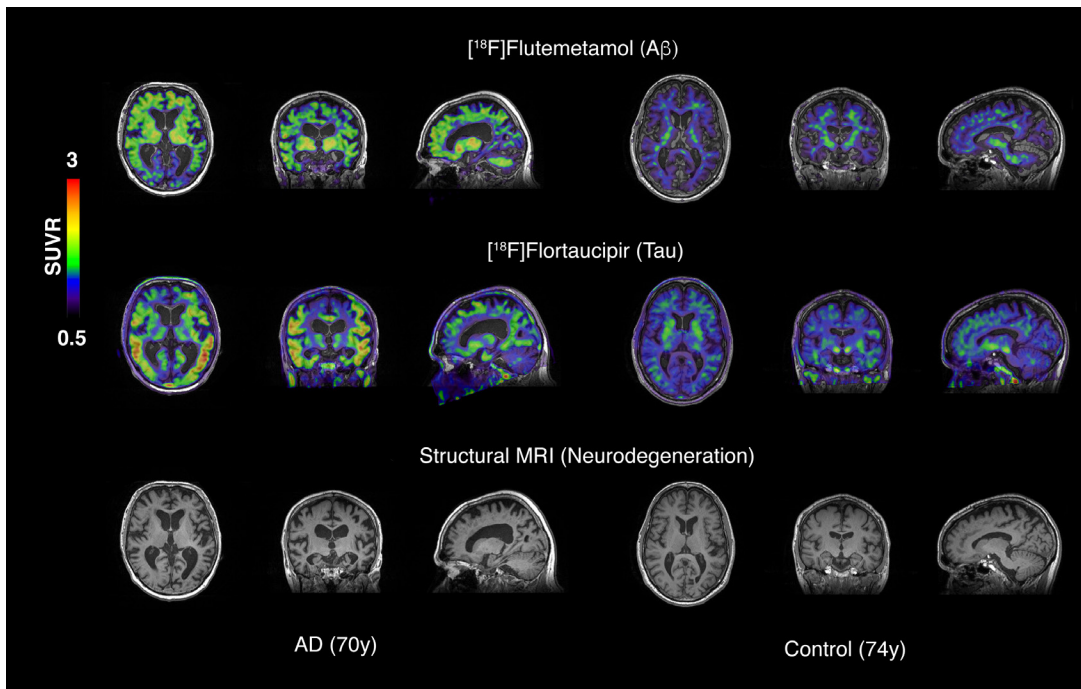 [¹⁸F]Flutemetamol (Aβ)
3
SUVR
0.5
[¹⁸F]Flortaucipir (Tau)
Structural MRI (Neurodegeneration)
AD (70y)
Control (74y)